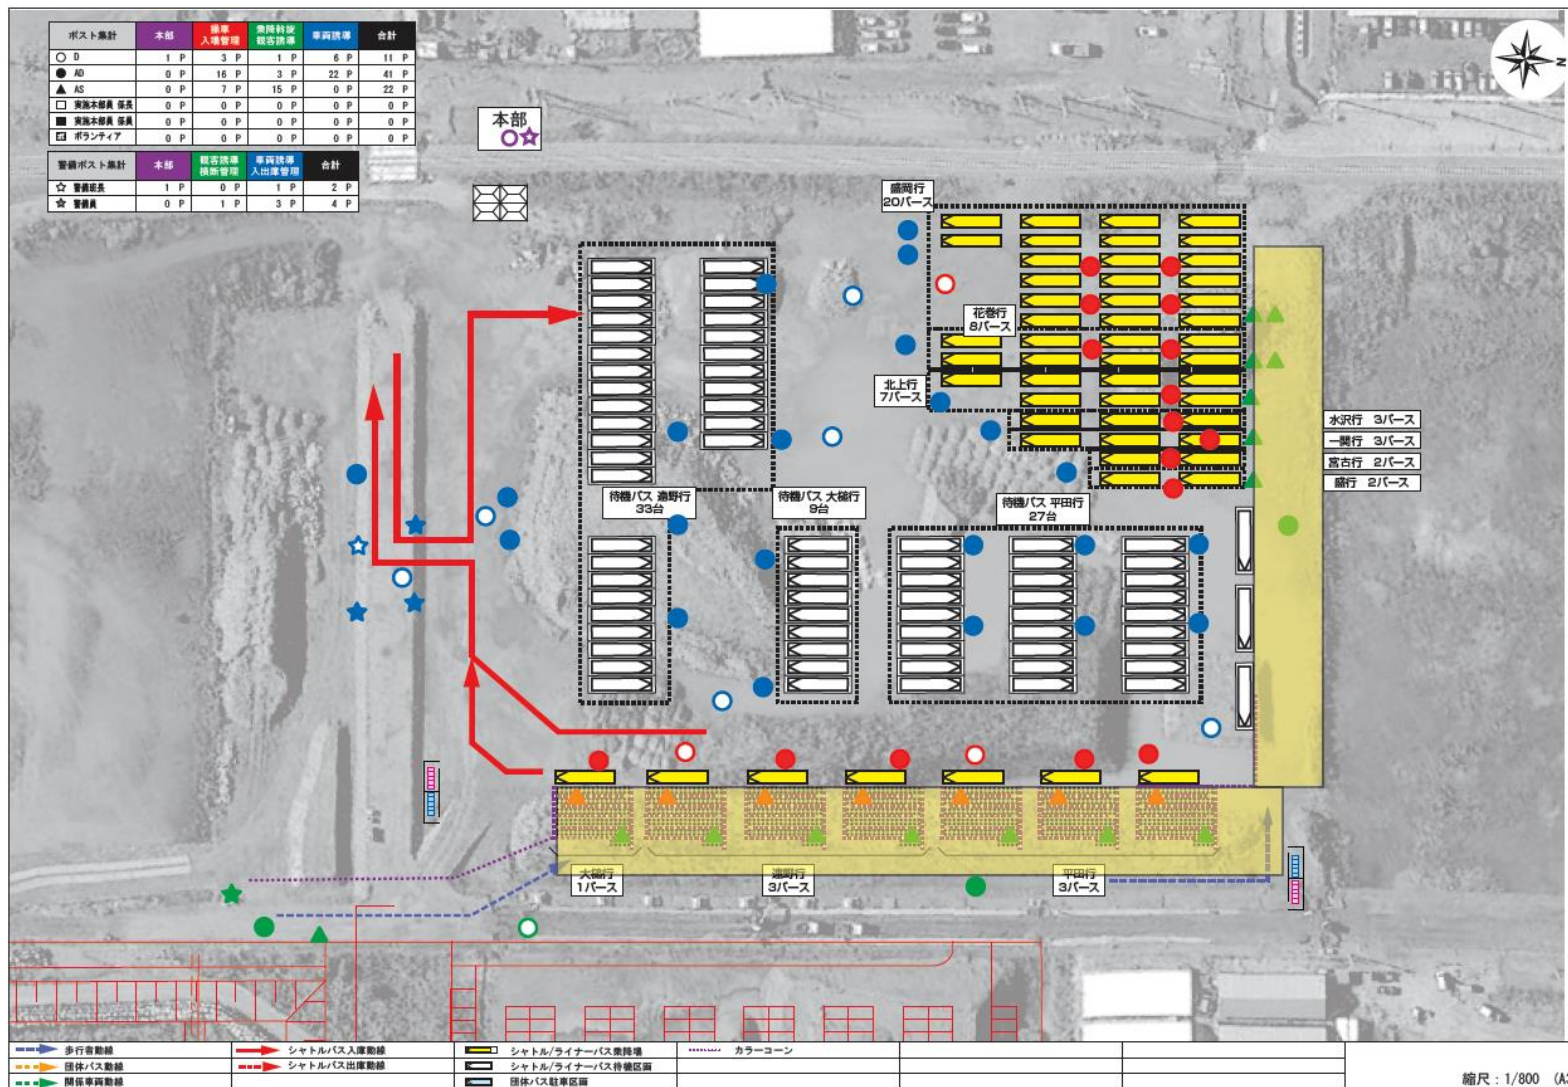 ポスト集計 本部 操車 入場管理 乗降斡旋 観客誘導 車両誘導 合計
D 1 P 3 P 1 P 6 P 11 P
AD 0 P 16 P 3 P 22 P 41 P
AS 0 P 7 P 15 P 0 P 22 P
実施本部員 係長 0 P 0 P 0 P 0 P 0 P
実施本部員 係員 0 P 0 P 0 P 0 P 0 P
ボランティア 0 P 0 P 0 P 0 P 0 P
警備ポスト集計 本部 観客誘導 横断管理 車両誘導 入出庫管理 合計
警備班長 1 P 0 P 1 P 2 P
警備員 0 P 1 P 3 P 4 P
本部
N
盛岡行
20バース
花巻行
8バース
北上行
7バース
水沢行 3バース
一関行 3バース
宮古行 2バース
盛行 2バース
待機バス 遠野行
33台
待機バス 大槌行
9台
待機バス 平田行
27台
大槌行
1バース
遠野行
3バース
平田行
3バース
歩行者動線
団体バス動線
関係車両動線
シャトルバス入庫動線
シャトルバス出庫動線
シャトル/ライナーバス乗降場
シャトル/ライナーバス待機区画
団体バス駐車区画
カラーコーン
縮尺：1/800